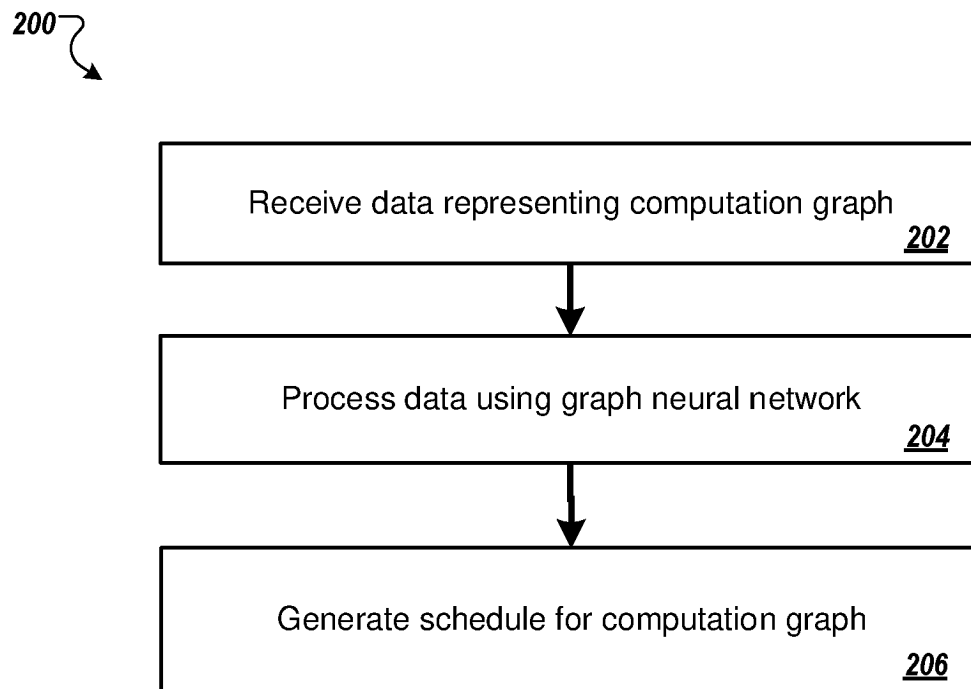 200
Receive data representing computation graph
202
Process data using graph neural network
204
Generate schedule for computation graph
206